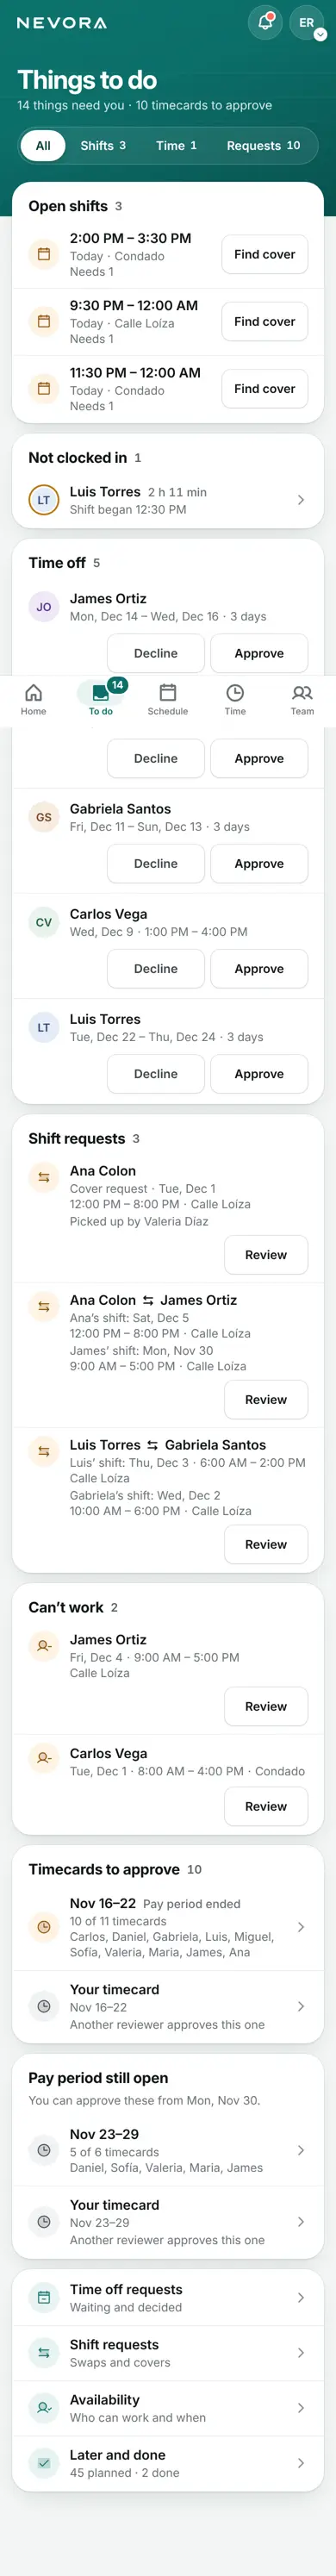 NEVORA
ER
Things to do
14 things need you · 10 timecards to approve
All
Shifts 3
Time 1
Requests 10
Open shifts 3
2:00 PM – 3:30 PM
Today · Condado
Needs 1
Find cover
9:30 PM – 12:00 AM
Today · Calle Loíza
Needs 1
Find cover
11:30 PM – 12:00 AM
Today · Condado
Needs 1
Find cover
Not clocked in 1
LT
Luis Torres 2 h 11 min
Shift began 12:30 PM
Time off 5
JO
James Ortiz
Mon, Dec 14 – Wed, Dec 16 · 3 days
Decline
Approve
Home
14
To do
Schedule
Time
Team
Decline
Approve
GS
Gabriela Santos
Fri, Dec 11 – Sun, Dec 13 · 3 days
Decline
Approve
CV
Carlos Vega
Wed, Dec 9 · 1:00 PM – 4:00 PM
Decline
Approve
LT
Luis Torres
Tue, Dec 22 – Thu, Dec 24 · 3 days
Decline
Approve
Shift requests 3
Ana Colon
Cover request · Tue, Dec 1
12:00 PM – 8:00 PM · Calle Loíza
Picked up by Valeria Díaz
Review
Ana Colon ⇆ James Ortiz
Ana’s shift: Sat, Dec 5
12:00 PM – 8:00 PM · Calle Loíza
James’ shift: Mon, Nov 30
9:00 AM – 5:00 PM · Calle Loíza
Review
Luis Torres ⇆ Gabriela Santos
Luis’ shift: Thu, Dec 3 · 6:00 AM – 2:00 PM
Calle Loíza
Gabriela’s shift: Wed, Dec 2
10:00 AM – 6:00 PM · Calle Loíza
Review
Can’t work 2
James Ortiz
Fri, Dec 4 · 9:00 AM – 5:00 PM
Calle Loíza
Review
Carlos Vega
Tue, Dec 1 · 8:00 AM – 4:00 PM · Condado
Review
Timecards to approve 10
Nov 16–22 Pay period ended
10 of 11 timecards
Carlos, Daniel, Gabriela, Luis, Miguel,
Sofía, Valeria, Maria, James, Ana
Your timecard
Nov 16–22
Another reviewer approves this one
Pay period still open
You can approve these from Mon, Nov 30.
Nov 23–29
5 of 6 timecards
Daniel, Sofía, Valeria, Maria, James
Your timecard
Nov 23–29
Another reviewer approves this one
Time off requests
Waiting and decided
Shift requests
Swaps and covers
Availability
Who can work and when
Later and done
45 planned · 2 done